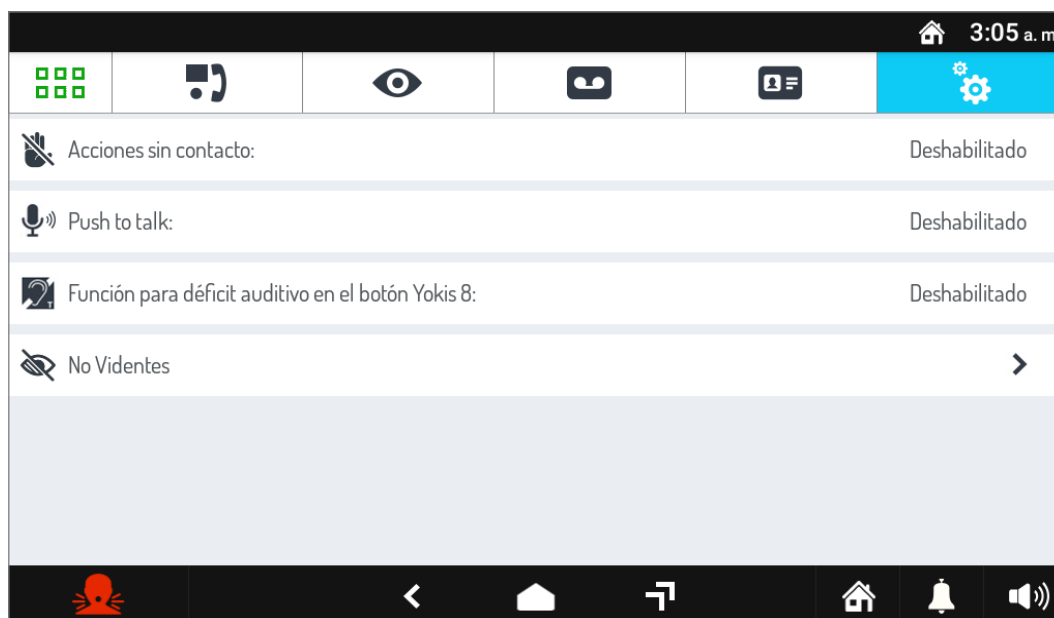 3:05 a. m
Acciones sin contacto: Deshabilitado
Push to talk: Deshabilitado
Función para déficit auditivo en el botón Yokis 8: Deshabilitado
No Videntes